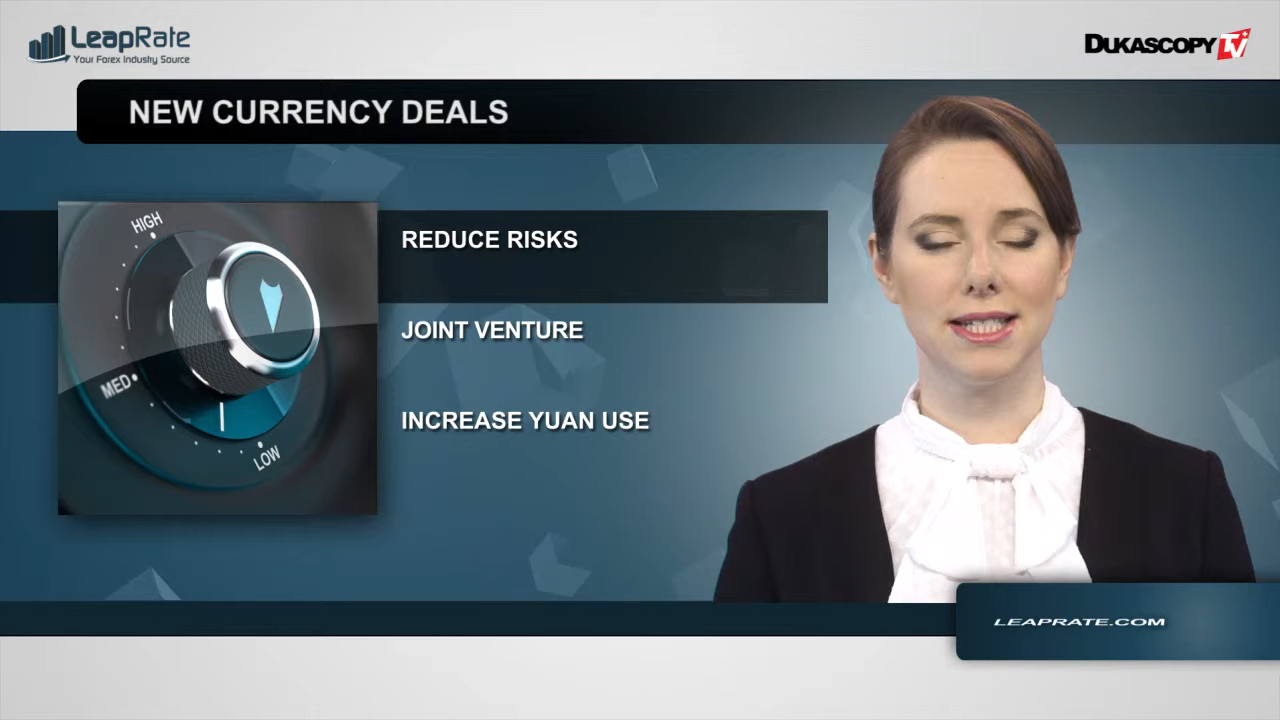 LeapRate
Your Forex Industry Source
DUKASCOPY TV
NEW CURRENCY DEALS
HIGH
MED
LOW
REDUCE RISKS
JOINT VENTURE
INCREASE YUAN USE
LEAPRATE.COM